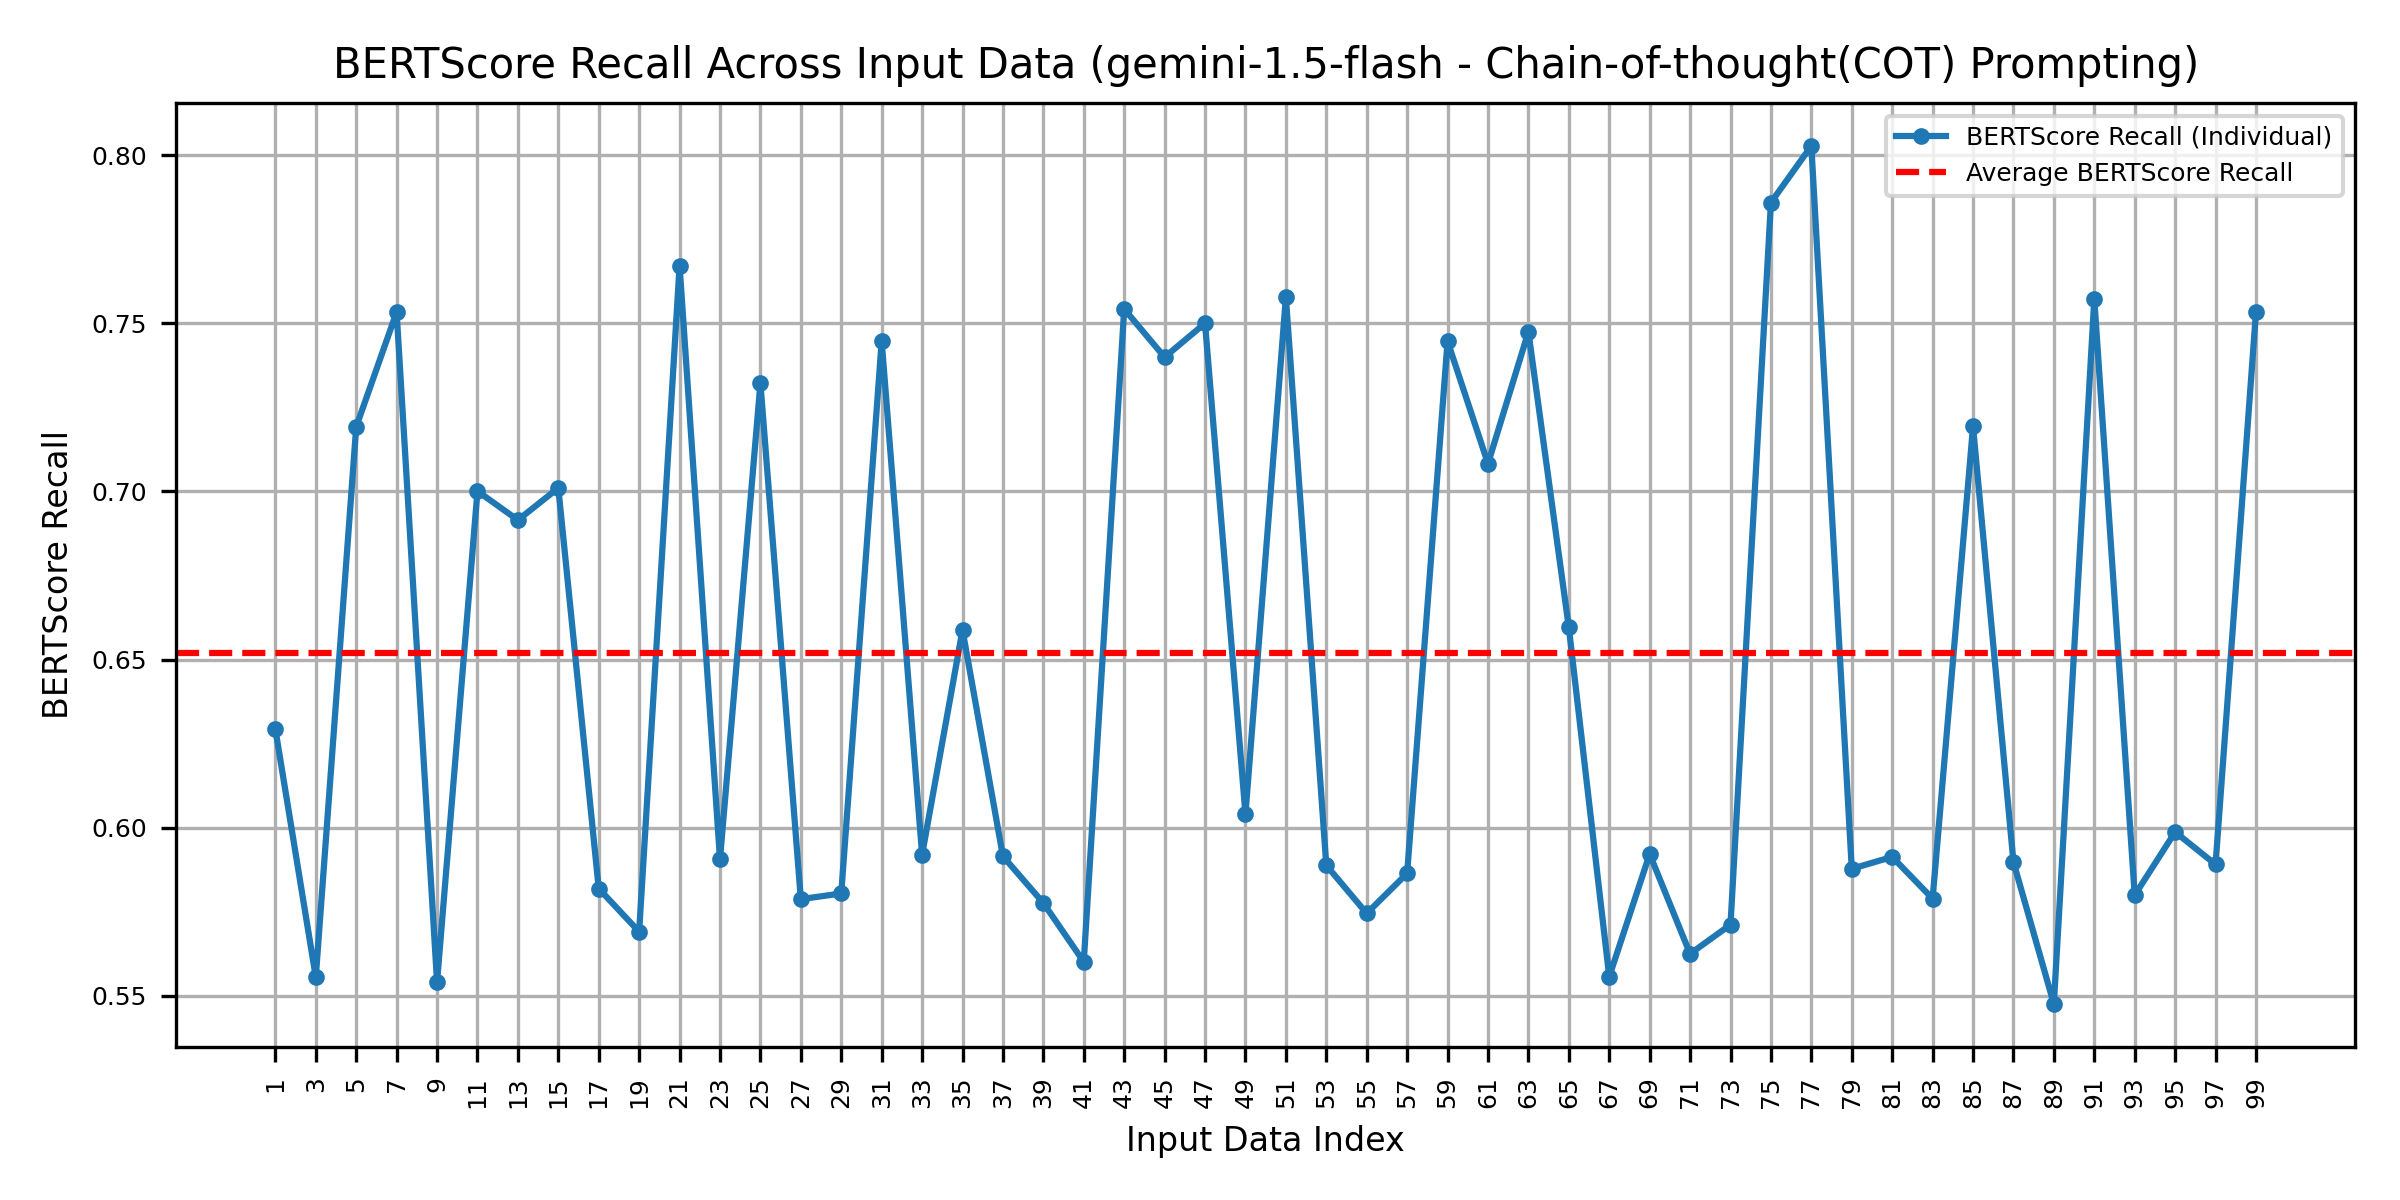 BERTScore Recall Across Input Data (gemini-1.5-flash - Chain-of-thought(COT) Prompting)
BERTScore Recall (Individual)
Average BERTScore Recall
BERTScore Recall
0.80
0.75
0.70
0.65
0.60
0.55
1 3 5 7 9 11 13 15 17 19 21 23 25 27 29 31 33 35 37 39 41 43 45 47 49 51 53 55 57 59 61 63 65 67 69 71 73 75 77 79 81 83 85 87 89 91 93 95 97 99
Input Data Index